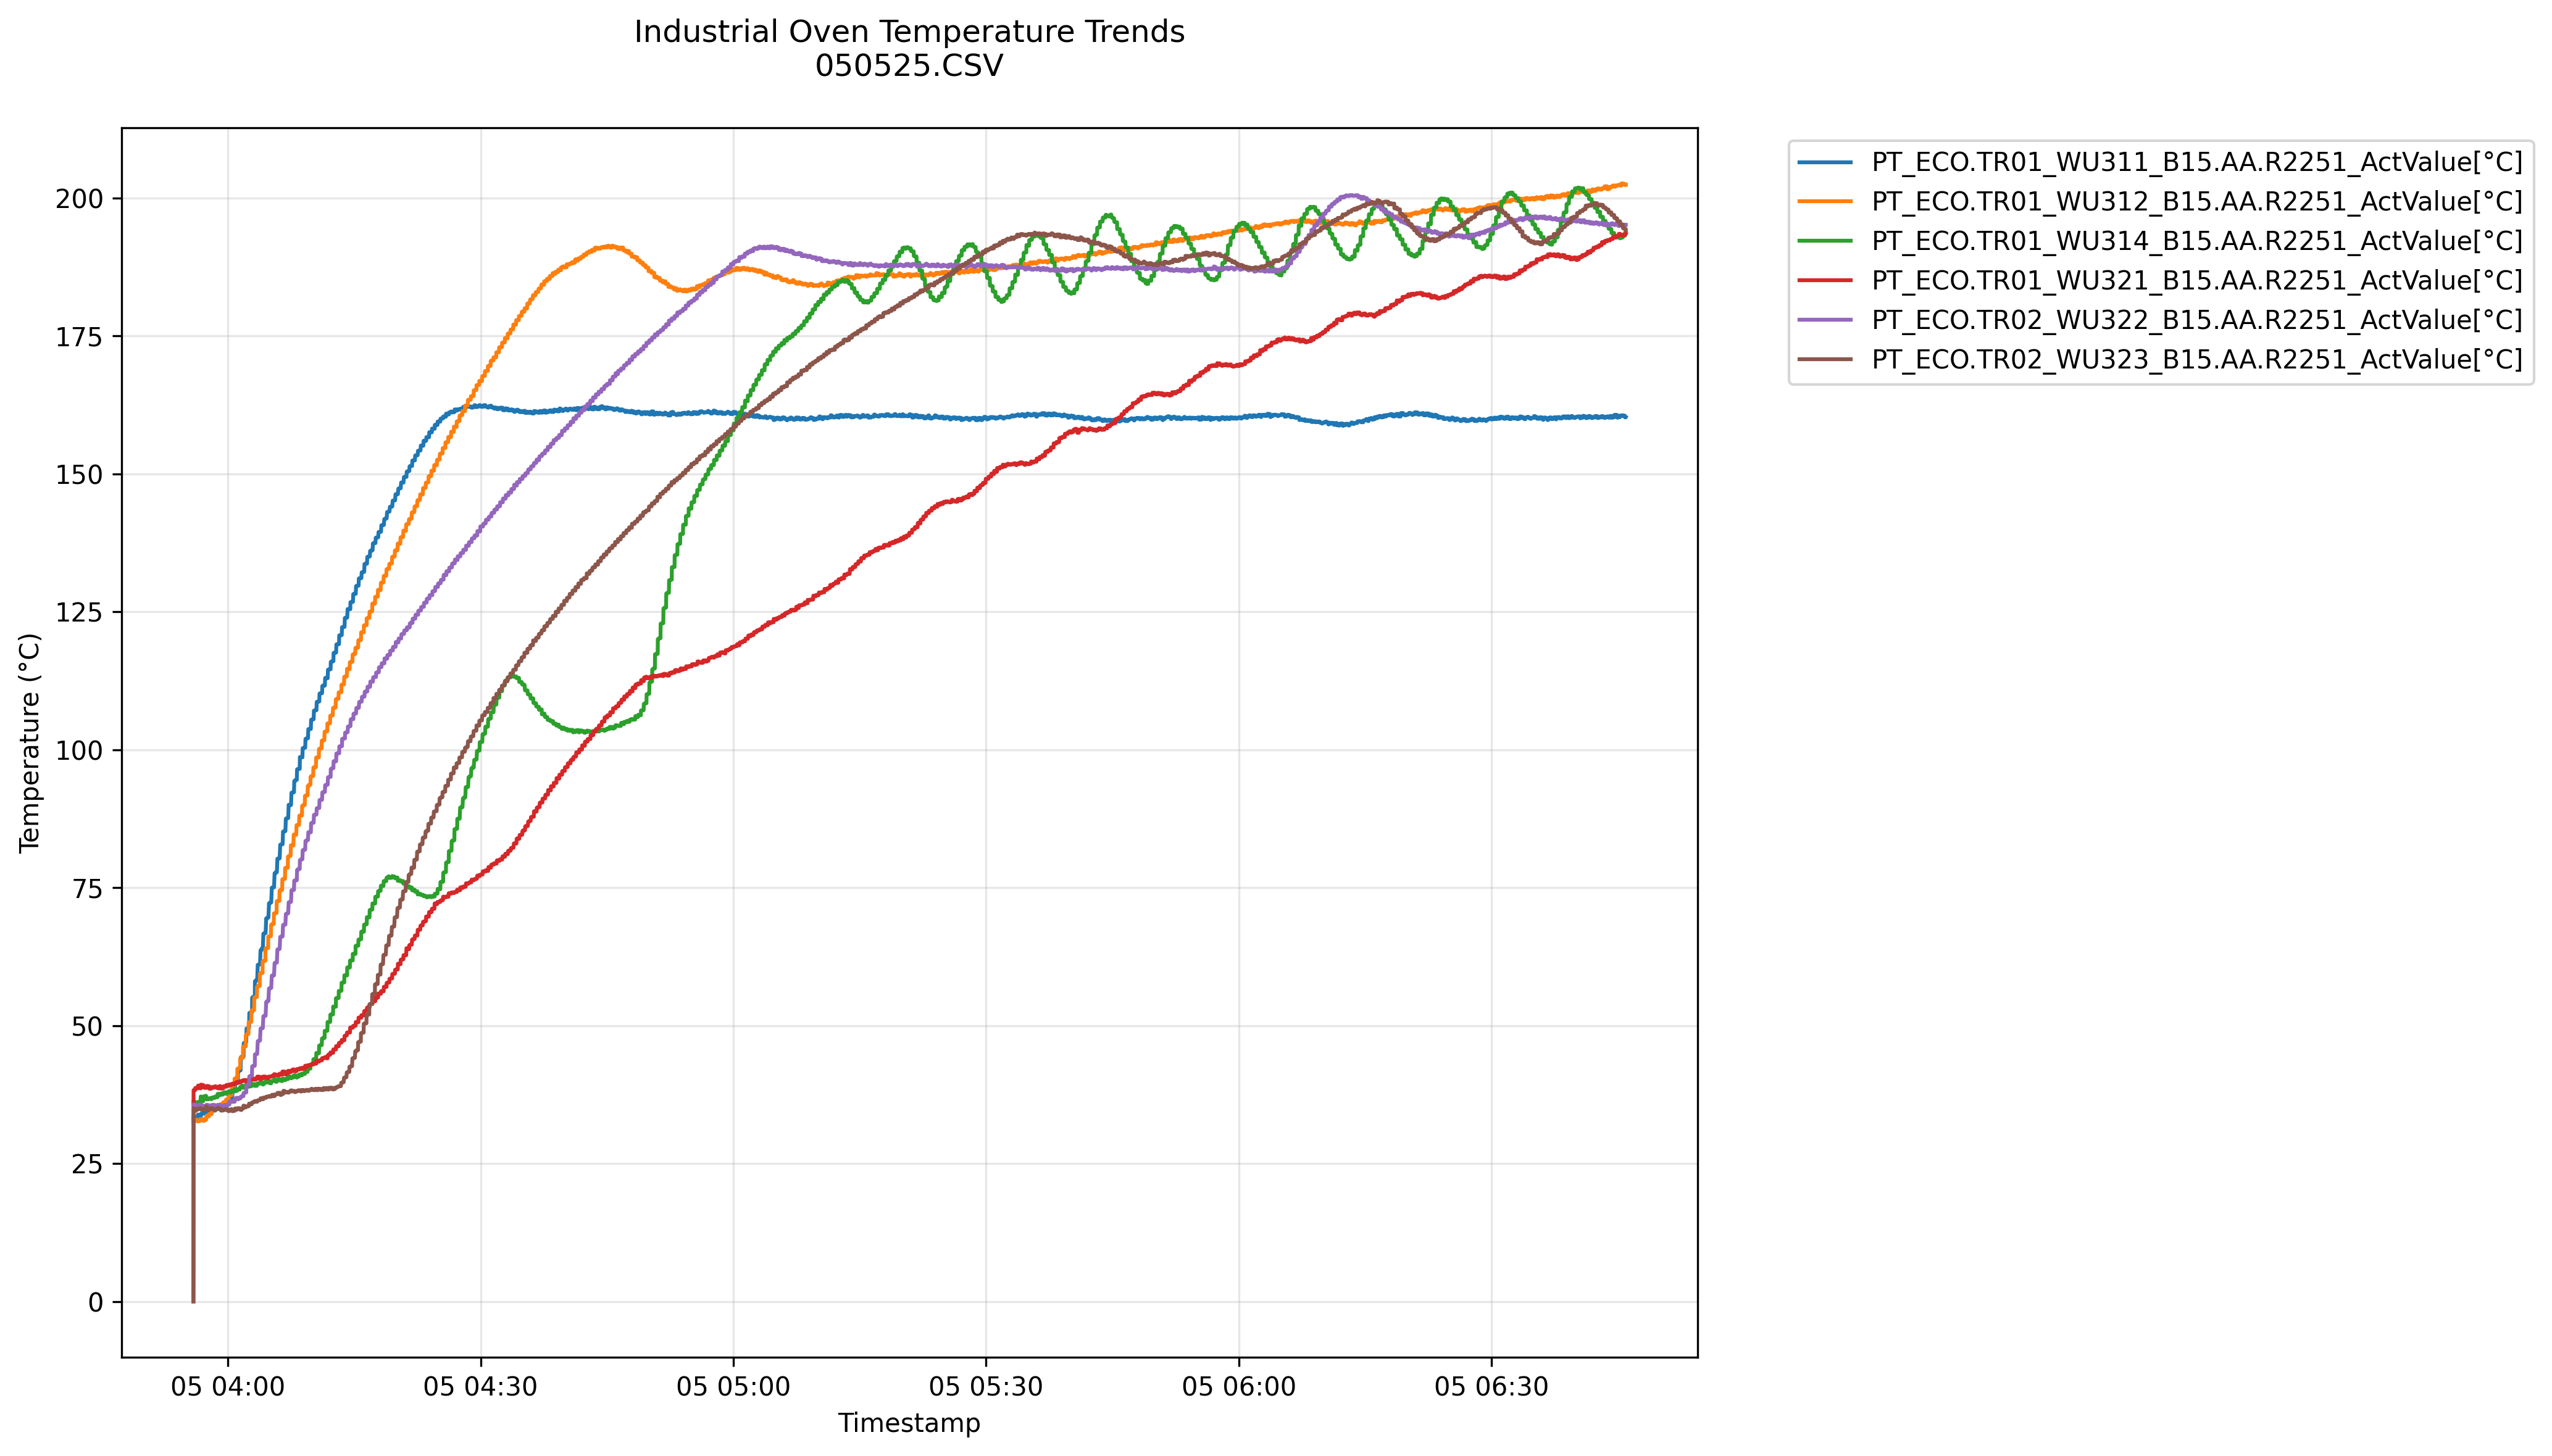 Industrial Oven Temperature Trends
050525.CSV
PT_ECO.TR01_WU311_B15.AA.R2251_ActValue[°C]
PT_ECO.TR01_WU312_B15.AA.R2251_ActValue[°C]
PT_ECO.TR01_WU314_B15.AA.R2251_ActValue[°C]
PT_ECO.TR01_WU321_B15.AA.R2251_ActValue[°C]
PT_ECO.TR02_WU322_B15.AA.R2251_ActValue[°C]
PT_ECO.TR02_WU323_B15.AA.R2251_ActValue[°C]
Temperature (°C)
200
175
150
125
100
75
50
25
0
05 04:00 05 04:30 05 05:00 05 05:30 05 06:00 05 06:30
Timestamp